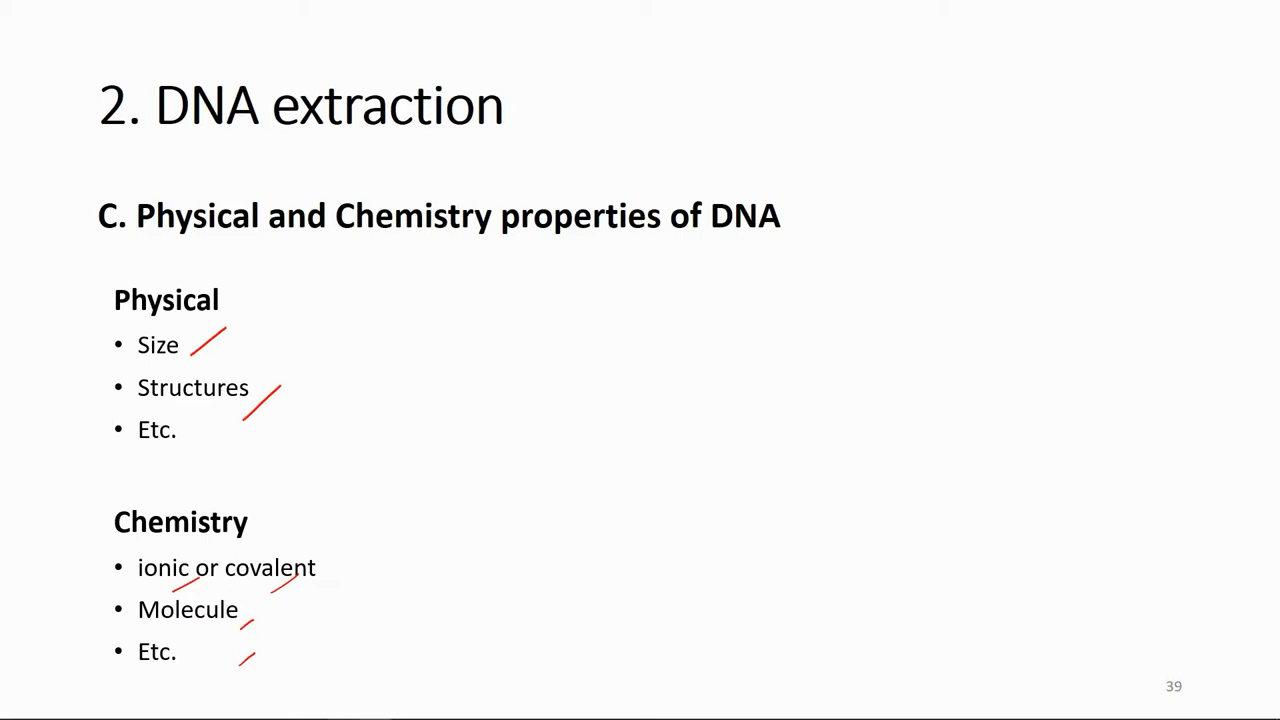 2. DNA extraction
C. Physical and Chemistry properties of DNA
Physical
• Size
• Structures
• Etc.
Chemistry
• ionic or covalent
• Molecule
• Etc.
39